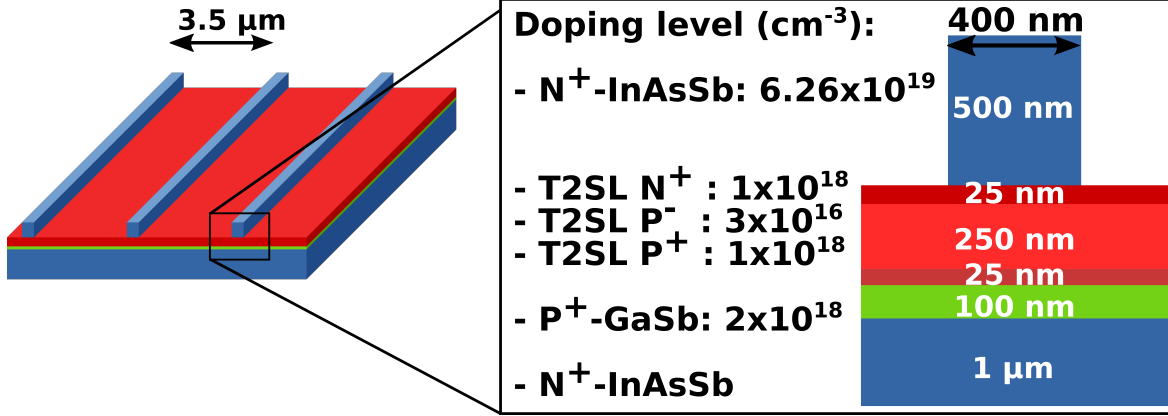 3.5 µm
Doping level (cm-3):
- N+-InAsSb: 6.26x1019
- T2SL N+ : 1x1018
- T2SL P- : 3x1016
- T2SL P+ : 1x1018
- P+-GaSb: 2x1018
- N+-InAsSb
400 nm
500 nm
25 nm
250 nm
25 nm
100 nm
1 µm